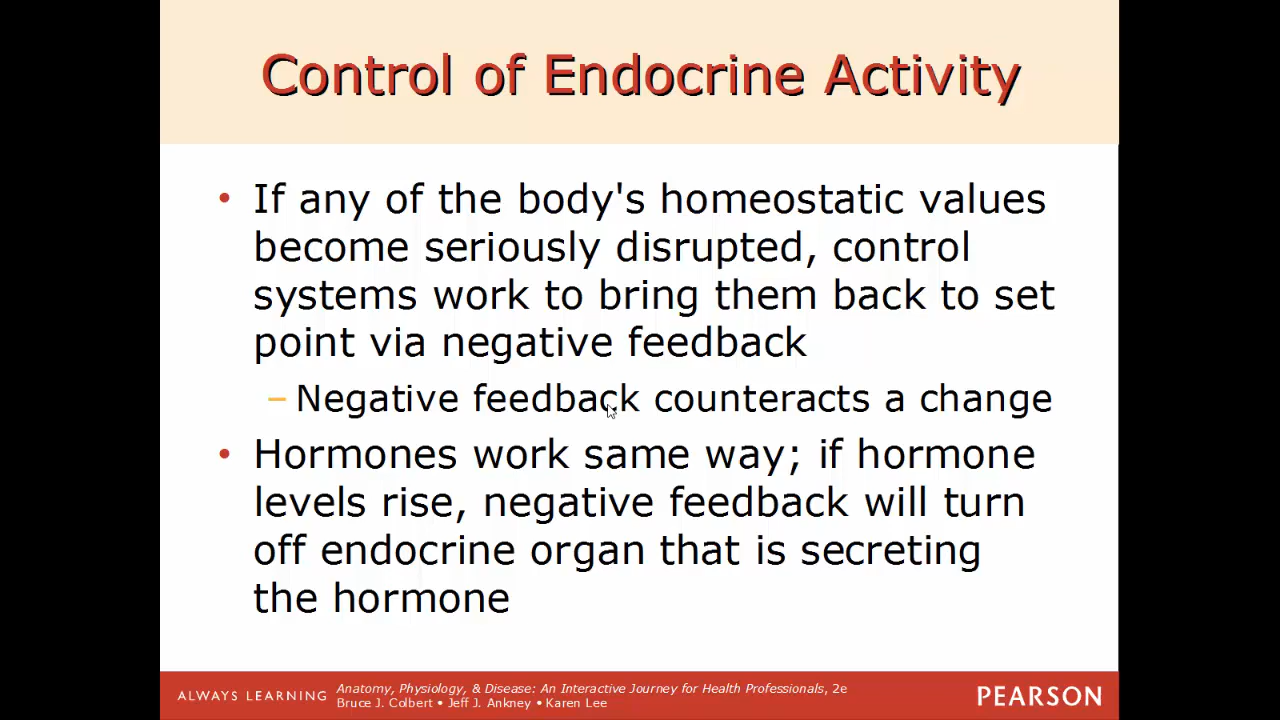 Control of Endocrine Activity
• If any of the body's homeostatic values
become seriously disrupted, control
systems work to bring them back to set
point via negative feedback
– Negative feedback counteracts a change
• Hormones work same way; if hormone
levels rise, negative feedback will turn
off endocrine organ that is secreting
the hormone
ALWAYS LEARNING
Anatomy, Physiology, & Disease: An Interactive Journey for Health Professionals, 2e
Bruce J. Colbert • Jeff J. Ankney • Karen Lee
PEARSON